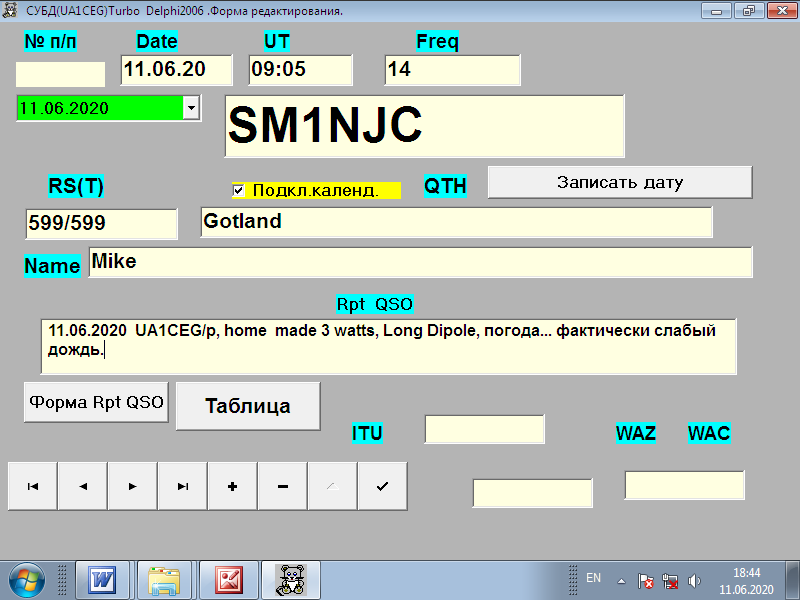 СУБД(UA1CEG)Turbo Delphi2006 .Форма редактирования.
№ п/п Date UT Freq
11.06.20 09:05 14
11.06.2020
SM1NJC
RS(T) Подкл.календ. QTH Записать дату
599/599 Gotland
Name Mike
Rpt QSO
11.06.2020 UA1CEG/p, home made 3 watts, Long Dipole, погода... фактически слабый
дождь.
Форма Rpt QSO Таблица
ITU WAZ WAC
EN 18:44
11.06.2020